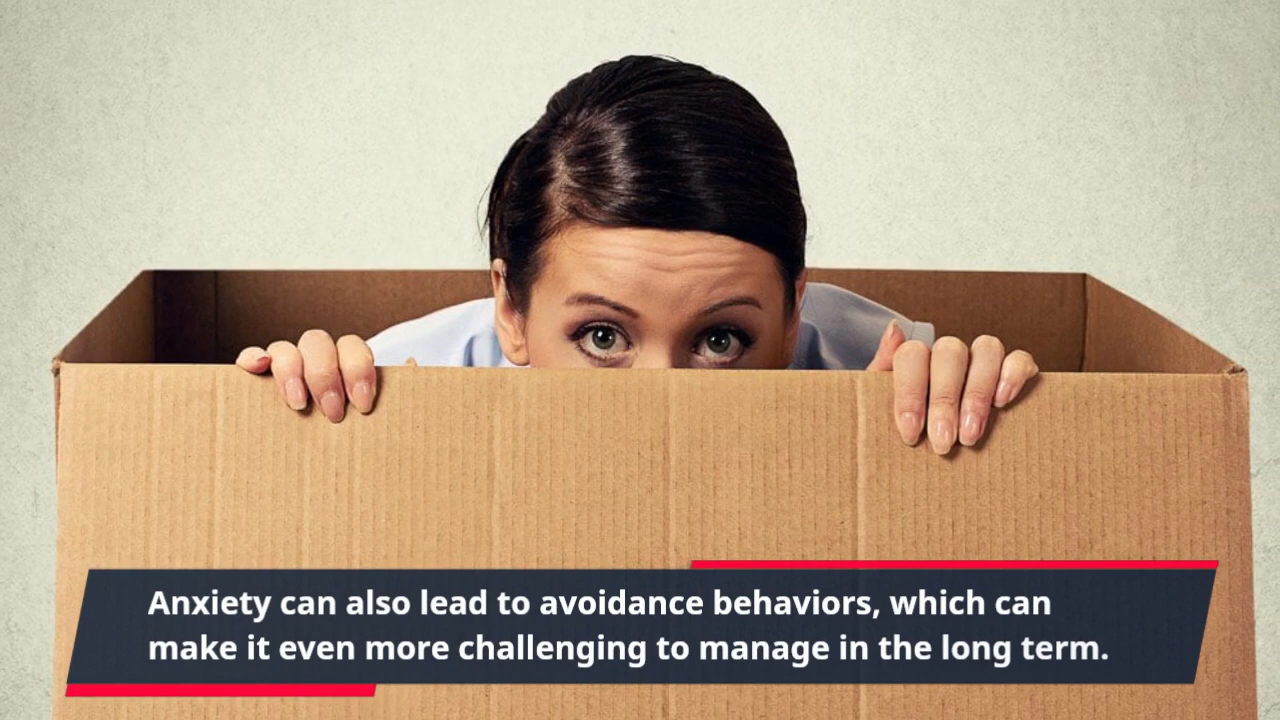 Anxiety can also lead to avoidance behaviors, which can
make it even more challenging to manage in the long term.